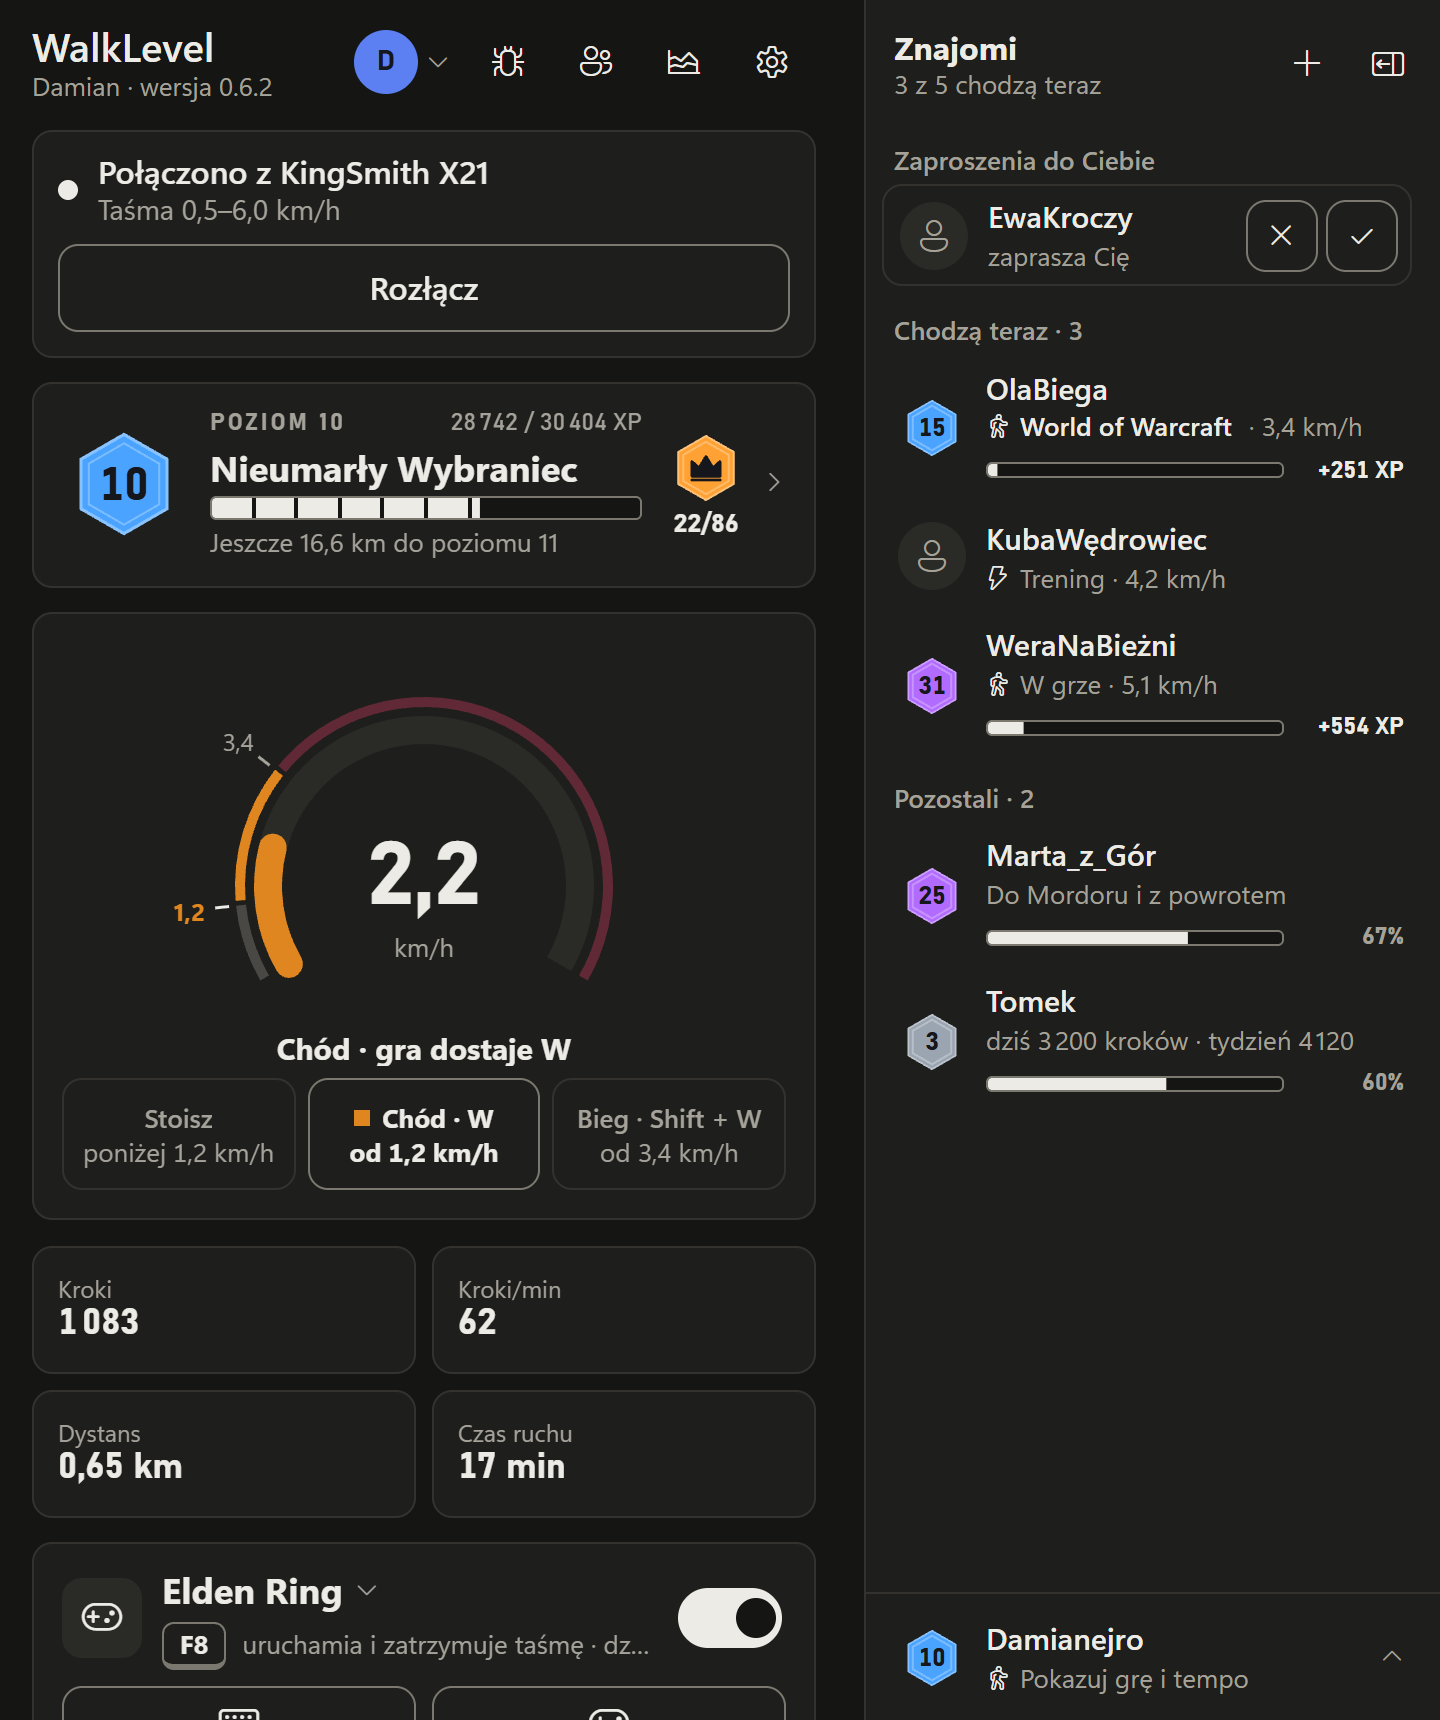 WalkLevel
Damian · wersja 0.6.2
D
Połączono z KingSmith X21
Taśma 0,5–6,0 km/h
Rozłącz
POZIOM 10
28 742 / 30 404 XP
10
Nieumarły Wybraniec
22/86
Jeszcze 16,6 km do poziomu 11
3,4
1,2
2,2
km/h
Chód · gra dostaje W
Stoisz
poniżej 1,2 km/h
Chód · W
od 1,2 km/h
Bieg · Shift + W
od 3,4 km/h
Kroki
1 083
Kroki/min
62
Dystans
0,65 km
Czas ruchu
17 min
Elden Ring
F8
uruchamia i zatrzymuje taśmę · dz...
Znajomi
3 z 5 chodzą teraz
Zaproszenia do Ciebie
EwaKroczy
zaprasza Cię
Chodzą teraz · 3
15
OlaBiega
World of Warcraft · 3,4 km/h
+251 XP
KubaWędrowiec
Trening · 4,2 km/h
31
WeraNaBieżni
W grze · 5,1 km/h
+554 XP
Pozostali · 2
25
Marta_z_Gór
Do Mordoru i z powrotem
67%
3
Tomek
dziś 3 200 kroków · tydzień 4 120
60%
10
Damianejro
Pokazuj grę i tempo